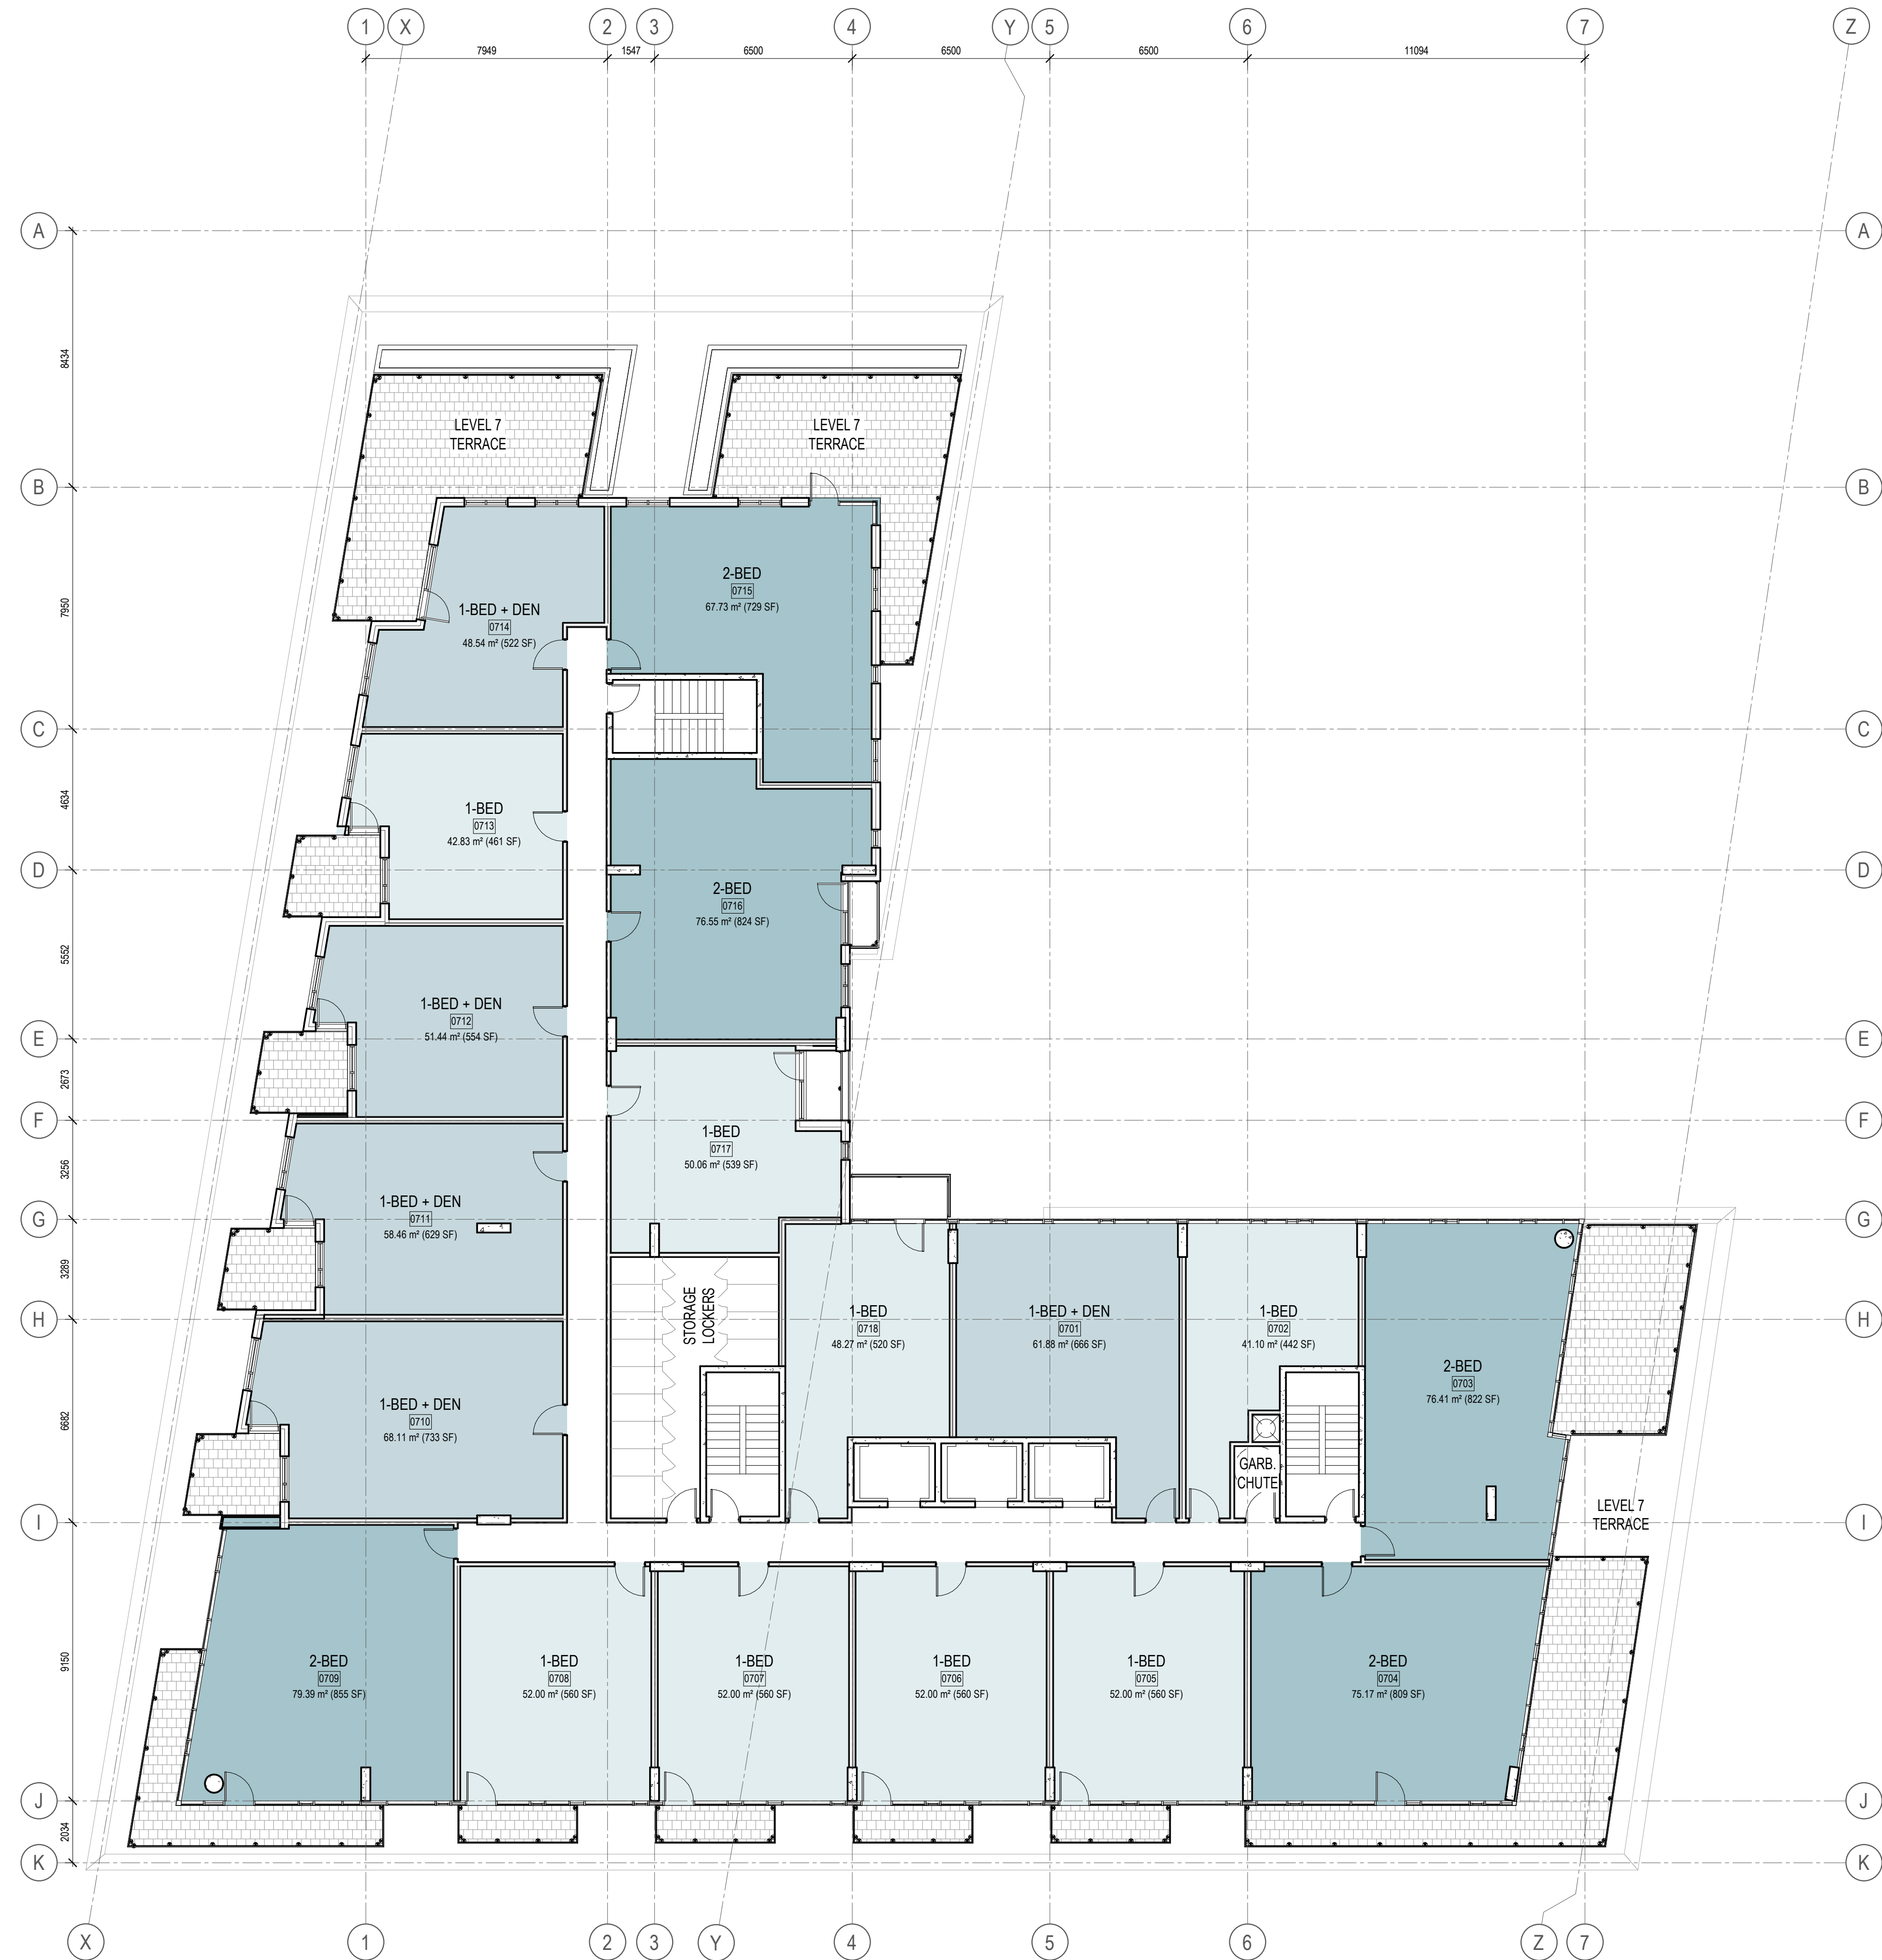 1 X 2 3 4 Y 5 6 7 Z
7949 1547 6500 6500 6500 11094
A A
8434
LEVEL 7
TERRACE
LEVEL 7
TERRACE
B B
7950
2-BED
0715
67.73 m² (729 SF)
1-BED + DEN
0714
48.54 m² (522 SF)
C C
4634
1-BED
0713
42.83 m² (461 SF)
D D
2-BED
0716
76.55 m² (824 SF)
5552
1-BED + DEN
0712
51.44 m² (554 SF)
E E
2673
F F
1-BED
0717
50.06 m² (539 SF)
3256
1-BED + DEN
0711
58.46 m² (629 SF)
G G
3289
STORAGE
LOCKERS
1-BED
0718
48.27 m² (520 SF)
1-BED + DEN
0701
61.88 m² (666 SF)
1-BED
0702
41.10 m² (442 SF)
H H
2-BED
0703
76.41 m² (822 SF)
6682
1-BED + DEN
0710
68.11 m² (733 SF)
GARB.
CHUTE
LEVEL 7
TERRACE
I I
9150
2-BED
0709
79.39 m² (855 SF)
1-BED
0708
52.00 m² (560 SF)
1-BED
0707
52.00 m² (560 SF)
1-BED
0706
52.00 m² (560 SF)
1-BED
0705
52.00 m² (560 SF)
2-BED
0704
75.17 m² (809 SF)
J J
2034
K K
X 1 2 3 Y 4 5 6 Z 7